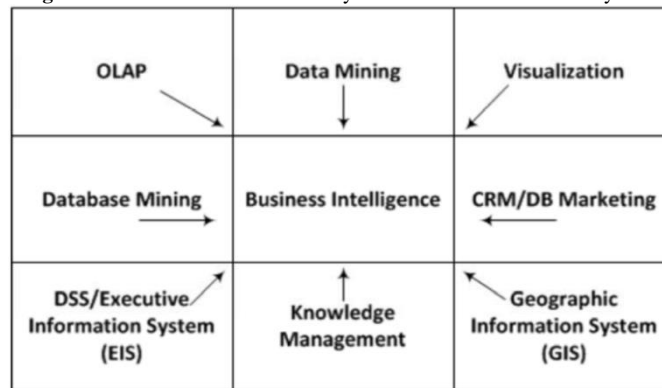 OLAP
Data Mining
Visualization
Database Mining
Business Intelligence
CRM/DB Marketing
DSS/Executive
Information System
(EIS)
Knowledge
Management
Geographic
Information System
(GIS)